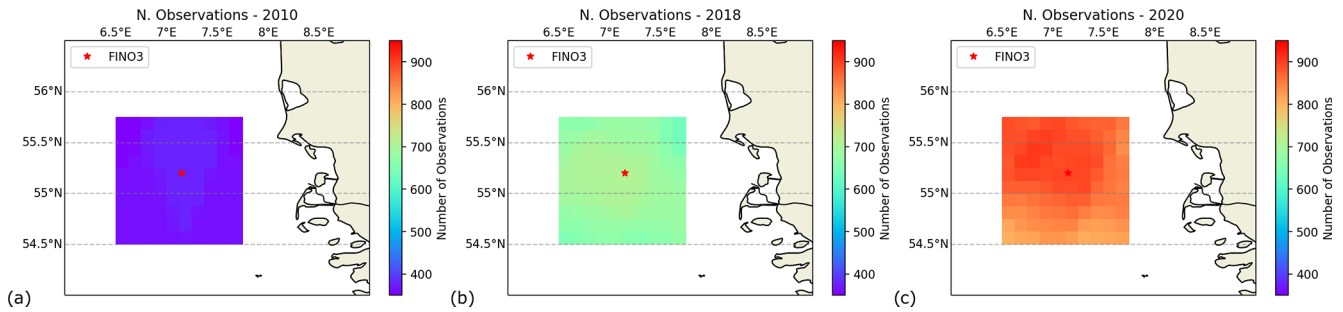 N. Observations - 2010
6.5°E 7°E 7.5°E 8°E 8.5°E
FINO3
56°N
55.5°N
55°N
54.5°N
900
800
700
600
500
400
Number of Observations
(a)
N. Observations - 2018
6.5°E 7°E 7.5°E 8°E 8.5°E
FINO3
56°N
55.5°N
55°N
54.5°N
900
800
700
600
500
400
Number of Observations
(b)
N. Observations - 2020
6.5°E 7°E 7.5°E 8°E 8.5°E
FINO3
56°N
55.5°N
55°N
54.5°N
900
800
700
600
500
400
Number of Observations
(c)